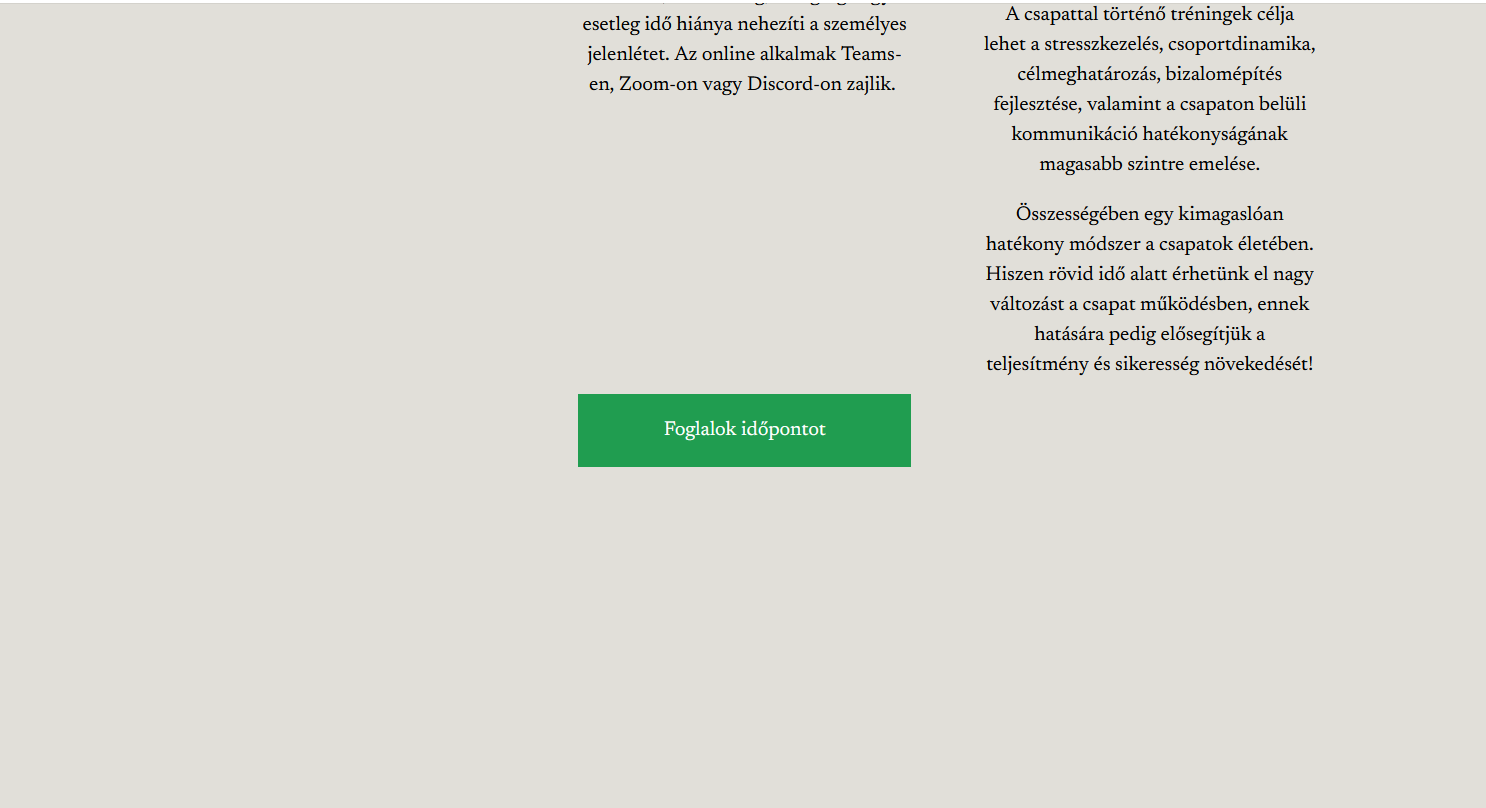 esetleg idő hiánya nehezíti a személyes
jelenlétet. Az online alkalmak Teams-
en, Zoom-on vagy Discord-on zajlik.
A csapattal történő tréningek célja
lehet a stresszkezelés, csoportdinamika,
célmeghatározás, bizalomépítés
fejlesztése, valamint a csapaton belüli
kommunikáció hatékonyságának
magasabb szintre emelése.
Összességében egy kimagaslóan
hatékony módszer a csapatok életében.
Hiszen rövid idő alatt érhetünk el nagy
változást a csapat működésben, ennek
hatására pedig elősegítjük a
teljesítmény és sikeresség növekedését!
Foglalok időpontot